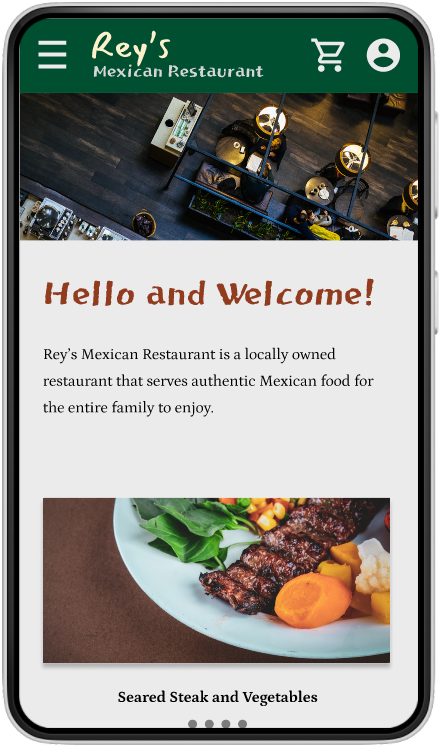 Rey's
Mexican Restaurant
Hello and Welcome!
Rey's Mexican Restaurant is a locally owned
restaurant that serves authentic Mexican food for
the entire family to enjoy.
Seared Steak and Vegetables